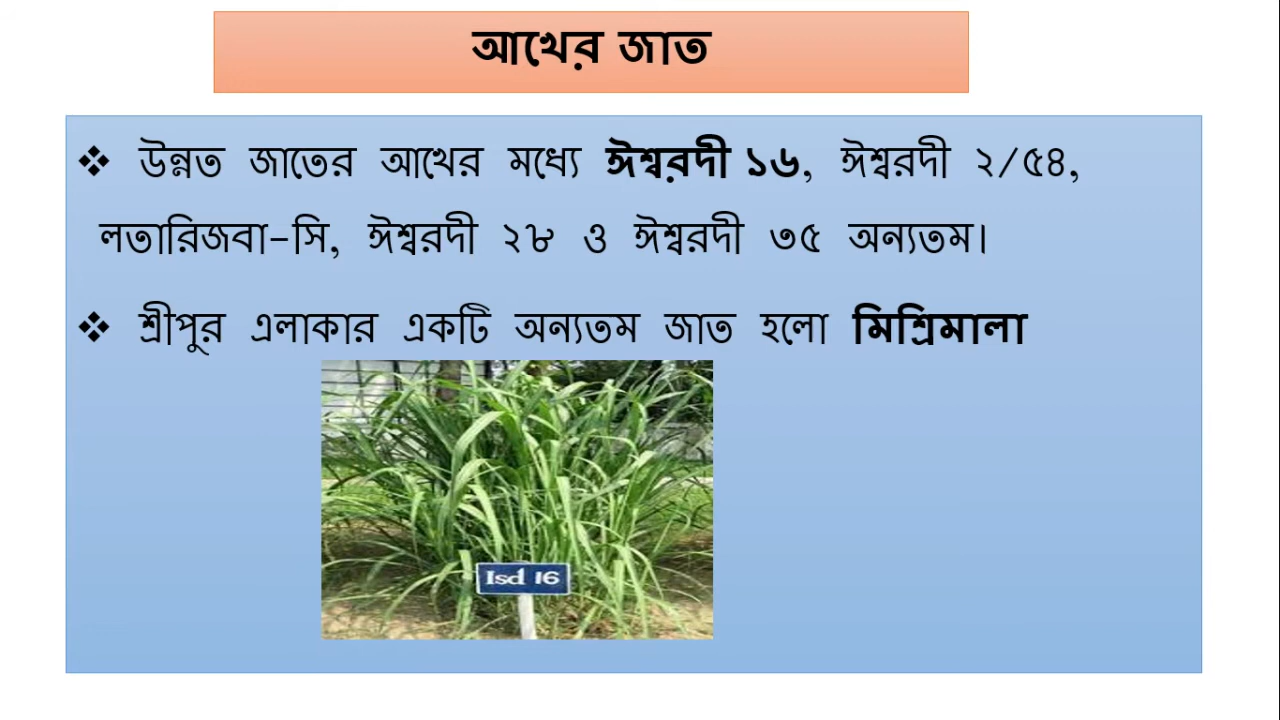 আখের জাত
❖ উন্নত জাতের আখের মধ্যে ঈশ্বরদী ১৬, ঈশ্বরদী ২/৫৪,
লতারিজবা-সি, ঈশ্বরদী ২৮ ও ঈশ্বরদী ৩৫ অন্যতম।
❖ শ্রীপুর এলাকার একটি অন্যতম জাত হলো মিশ্রিমালা
Isd 16